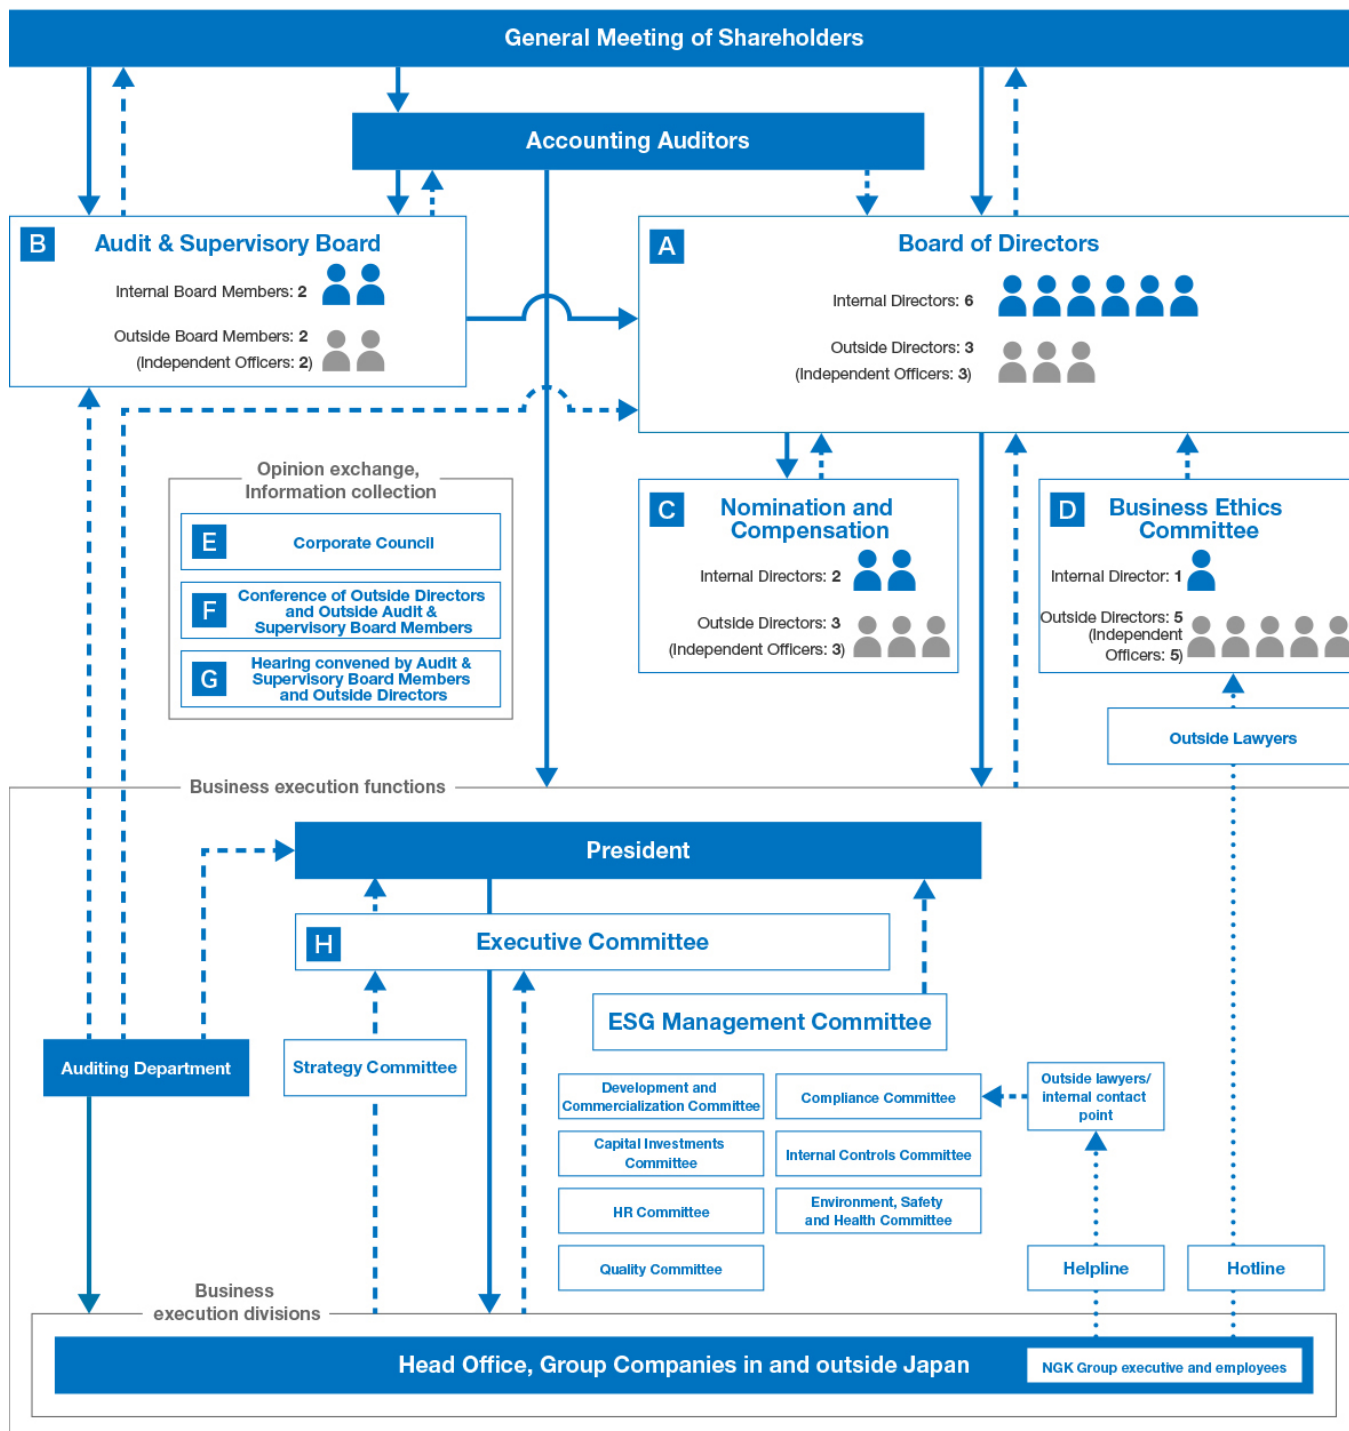 General Meeting of Shareholders
Accounting Auditors
B
Audit & Supervisory Board
Internal Board Members: 2
Outside Board Members: 2
(Independent Officers: 2)
A
Board of Directors
Internal Directors: 6
Outside Directors: 3
(Independent Officers: 3)
Opinion exchange,
Information collection
E
Corporate Council
F
Conference of Outside Directors
and Outside Audit &
Supervisory Board Members
G
Hearing convened by Audit &
Supervisory Board Members
and Outside Directors
C
Nomination and
Compensation
Internal Directors: 2
Outside Directors: 3
(Independent Officers: 3)
D
Business Ethics
Committee
Internal Director: 1
Outside Directors: 5
(Independent
Officers: 5)
Outside Lawyers
Business execution functions
President
H
Executive Committee
ESG Management Committee
Auditing Department
Strategy Committee
Development and
Commercialization Committee
Compliance Committee
Outside lawyers/
internal contact
point
Capital Investments
Committee
Internal Controls Committee
HR Committee
Environment, Safety
and Health Committee
Quality Committee
Helpline
Hotline
Business
execution divisions
Head Office, Group Companies in and outside Japan
NGK Group executive and employees